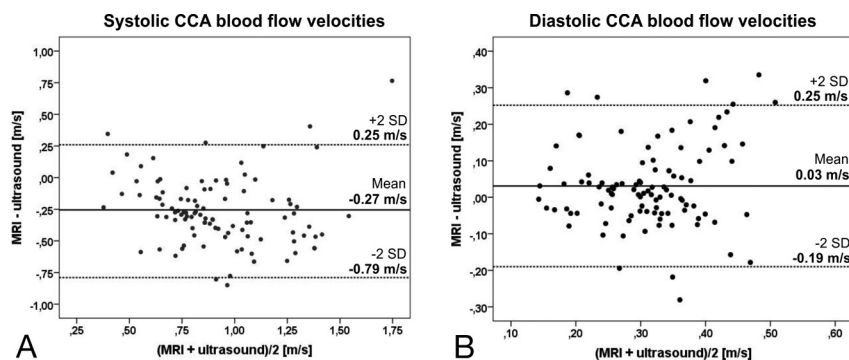 Systolic CCA blood flow velocities
MRI - ultrasound [m/s]
1,00
,75
,50
,25
,00
-,25
-,50
-,75
-1,00
+2 SD
0.25 m/s
Mean
-0.27 m/s
-2 SD
-0.79 m/s
,25
,50
,75
1,00
1,25
1,50
1,75
(MRI + ultrasound)/2 [m/s]
A
Diastolic CCA blood flow velocities
MRI - ultrasound [m/s]
,40
,30
,20
,10
,00
-,10
-,20
-,30
+2 SD
0.25 m/s
Mean
0.03 m/s
-2 SD
-0.19 m/s
,10
,20
,30
,40
,50
,60
(MRI + ultrasound)/2 [m/s]
B